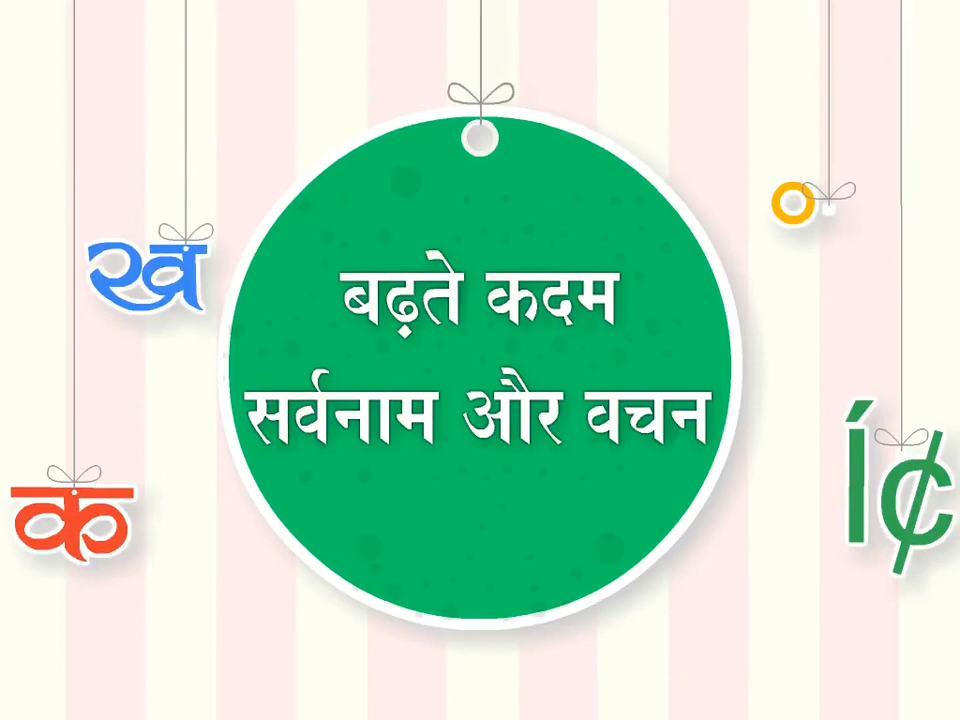 बढ़ते कदम
सर्वनाम और वचन
ख
क
í¢